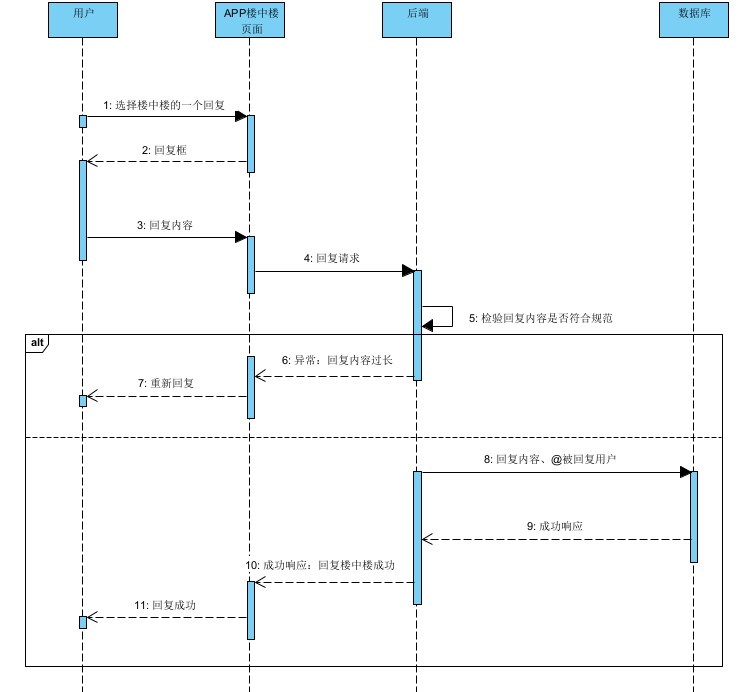 用户
APP楼中楼
页面
后端
数据库
1: 选择楼中楼的一个回复
2: 回复框
3: 回复内容
4: 回复请求
5: 检验回复内容是否符合规范
alt
6: 异常：回复内容过长
7: 重新回复
8: 回复内容、@被回复用户
9: 成功响应
10: 成功响应：回复楼中楼成功
11: 回复成功